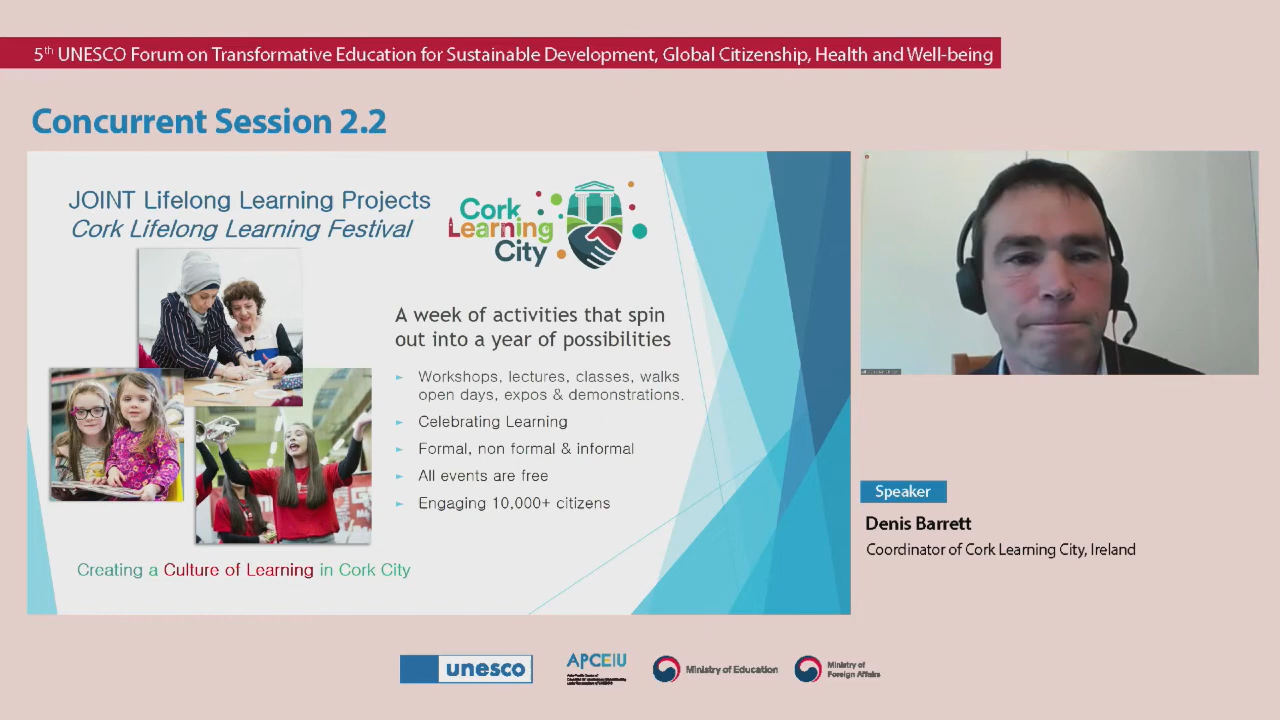 5th UNESCO Forum on Transformative Education for Sustainable Development, Global Citizenship, Health and Well-being
Concurrent Session 2.2
JOINT Lifelong Learning Projects
Cork Lifelong Learning Festival
Cork
Learning
City
A week of activities that spin
out into a year of possibilities
► Workshops, lectures, classes, walks
open days, expos & demonstrations.
► Celebrating Learning
► Formal, non formal & informal
► All events are free
► Engaging 10,000+ citizens
Creating a Culture of Learning in Cork City
Speaker
Denis Barrett
Coordinator of Cork Learning City, Ireland
unesco
APCEIU
Ministry of Education
Ministry of
Foreign Affairs